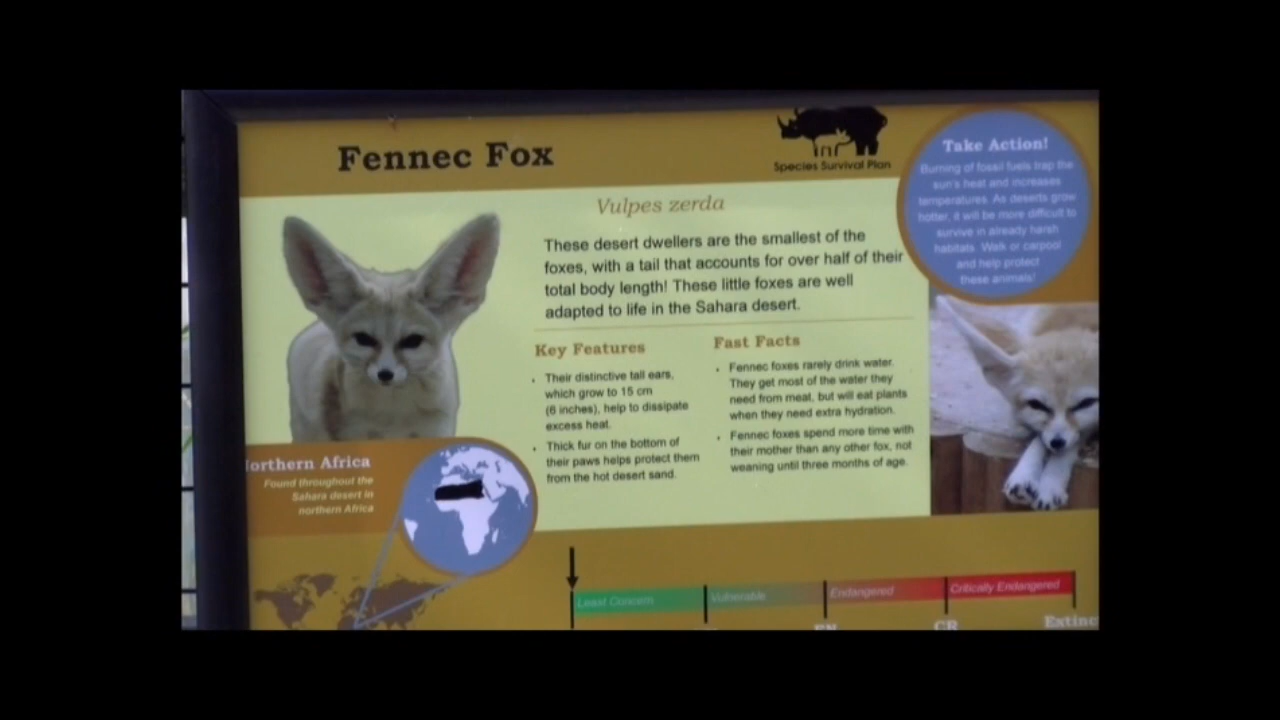 Fennec Fox
Species Survival Plan
Take Action!
Burning of fossil fuels trap the
sun's heat and increases
temperatures. As deserts grow
hotter, it will be more difficult to
survive in already harsh
habitats. Walk or carpool
and help protect
these animals!
Vulpes zerda
These desert dwellers are the smallest of the
foxes, with a tail that accounts for over half of their
total body length! These little foxes are well
adapted to life in the Sahara desert.
Key Features
• Their distinctive tall ears,
which grow to 15 cm
(6 inches), help to dissipate
excess heat.
• Thick fur on the bottom of
their paws helps protect them
from the hot desert sand.
Fast Facts
• Fennec foxes rarely drink water.
They get most of the water they
need from meat, but will eat plants
when they need extra hydration.
• Fennec foxes spend more time with
their mother than any other fox, not
weaning until three months of age.
Northern Africa
Found throughout the
Sahara desert in
northern Africa
Least Concern
Vulnerable
Endangered
Critically Endangered
EN
CR
Extinc